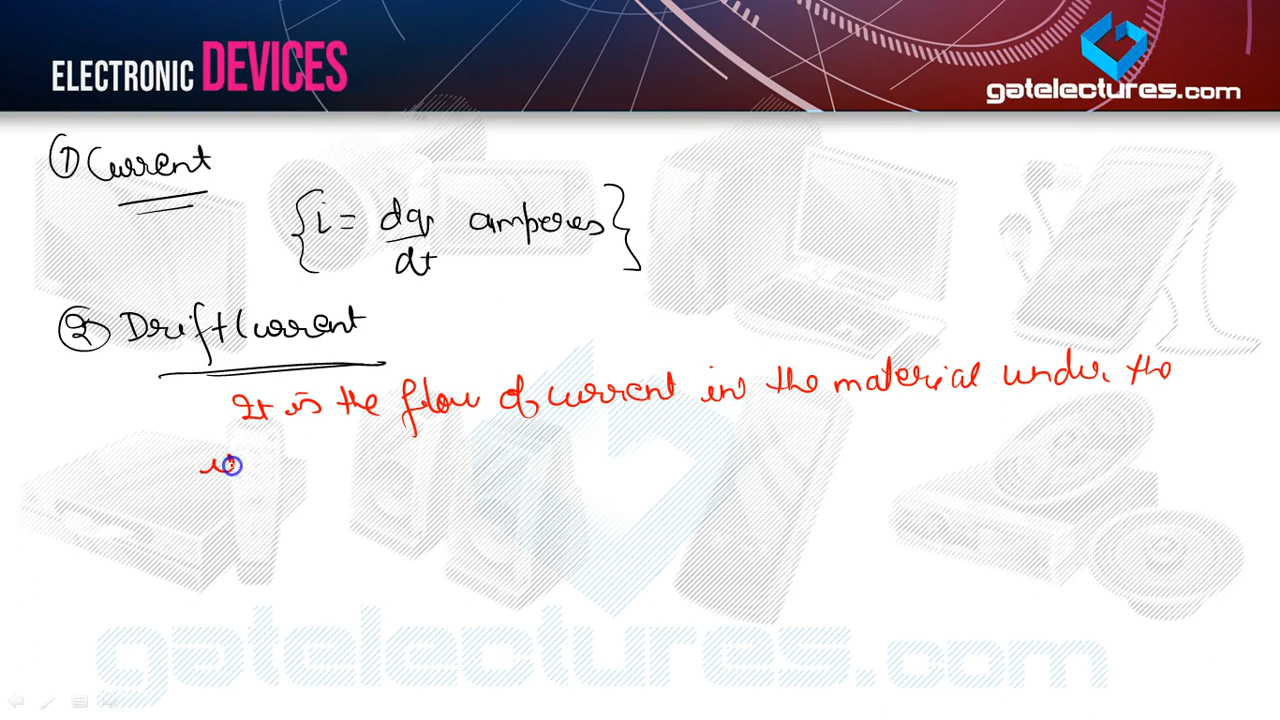 ELECTRONIC DEVICES
gatelectures.com
① Current
{ i = dq/dt amperes }
② Drift Current
It is the flow of current in the material under the
gatelectures.com